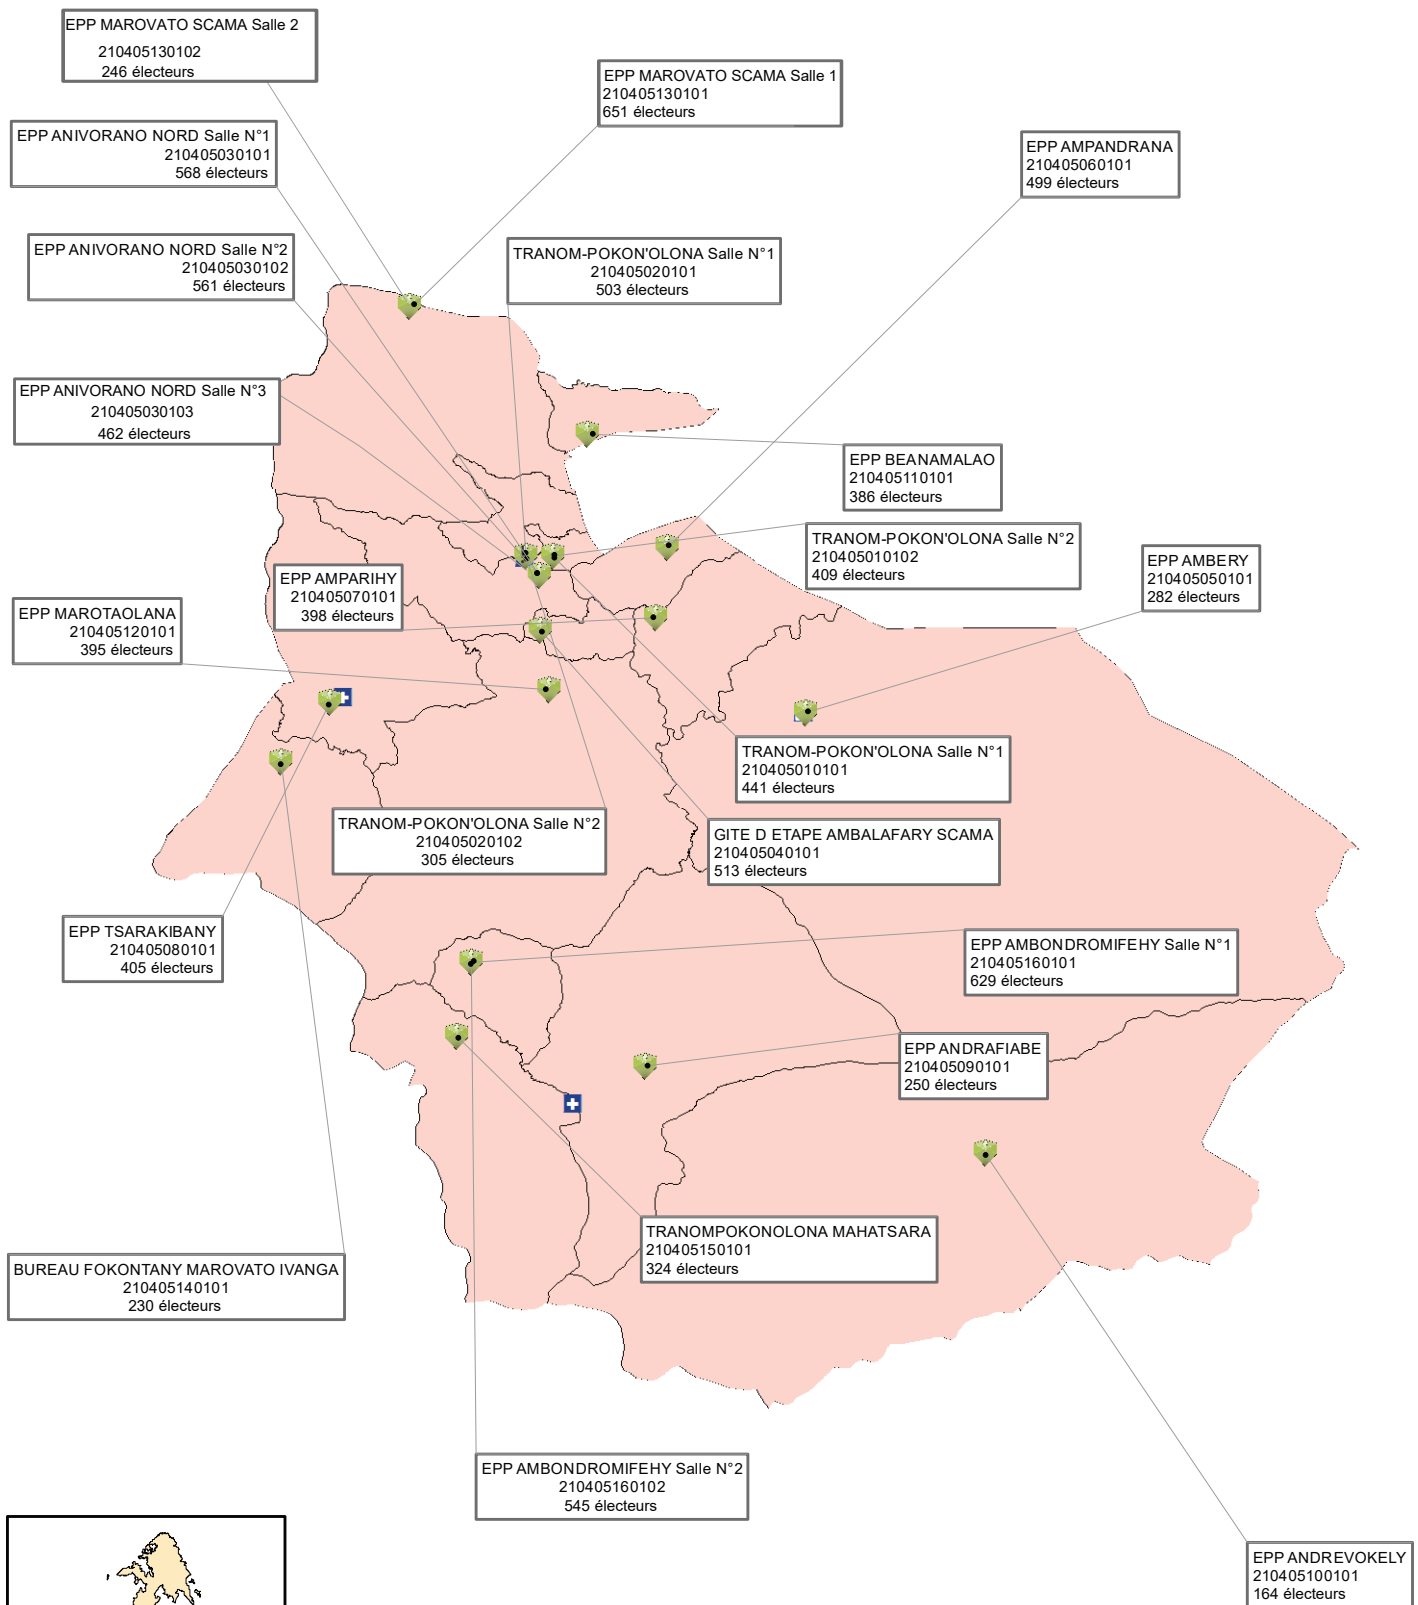 EPP MAROVATO SCAMA Salle 2
210405130102
246 électeurs
EPP MAROVATO SCAMA Salle 1
210405130101
651 électeurs
EPP ANIVORANO NORD Salle N°1
210405030101
568 électeurs
EPP AMPANDRANA
210405060101
499 électeurs
EPP ANIVORANO NORD Salle N°2
210405030102
561 électeurs
TRANOM-POKON'OLONA Salle N°1
210405020101
503 électeurs
EPP ANIVORANO NORD Salle N°3
210405030103
462 électeurs
EPP BEANAMALAO
210405110101
386 électeurs
TRANOM-POKON'OLONA Salle N°2
210405010102
409 électeurs
EPP AMBERY
210405050101
282 électeurs
EPP AMPARIHY
210405070101
398 électeurs
EPP MAROTAOLANA
210405120101
395 électeurs
TRANOM-POKON'OLONA Salle N°1
210405010101
441 électeurs
TRANOM-POKON'OLONA Salle N°2
210405020102
305 électeurs
GITE D ETAPE AMBALAFARY SCAMA
210405040101
513 électeurs
EPP TSARAKIBANY
210405080101
405 électeurs
EPP AMBONDROMIFEHY Salle N°1
210405160101
629 électeurs
EPP ANDRAFIABE
210405090101
250 électeurs
TRANOMPOKONOLONA MAHATSARA
210405150101
324 électeurs
BUREAU FOKONTANY MAROVATO IVANGA
210405140101
230 électeurs
EPP AMBONDROMIFEHY Salle N°2
210405160102
545 électeurs
EPP ANDREVOKELY
210405100101
164 électeurs